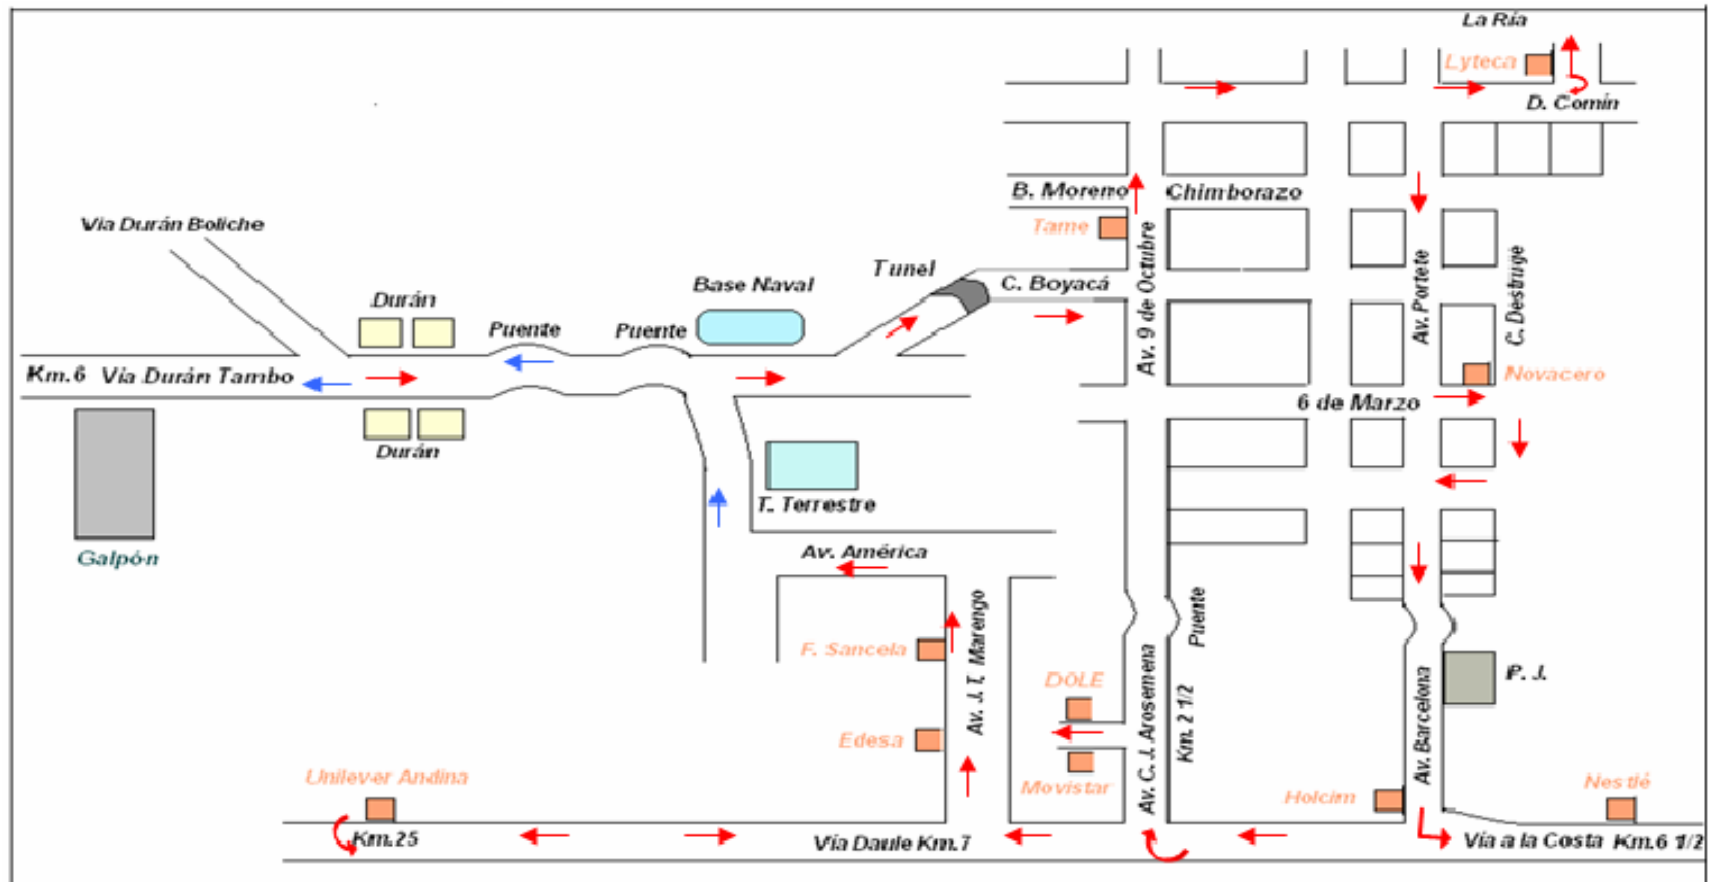 La Ría
Lyteca
D. Comín
B. Moreno
Chimborazo
Tame
Vía Durán Boliche
Av. 9 de Octubre
Av. Portete
C. Destruge
Tunel
Base Naval
C. Boyacá
Durán
Puente
Puente
Km.6 Vía Durán Tambo
Novacero
6 de Marzo
Durán
T. Terrestre
Galpón
Av. América
Av. J. T. Marengo
Puente
F. Sancela
DOLE
Av. C. J. Arosemena
Km. 2 1/2
P. J.
Av. Barcelona
Edesa
Unilever Andina
Movistar
Holcim
Nestlé
Km.25
Vía Daule Km.7
Vía a la Costa Km.6 1/2